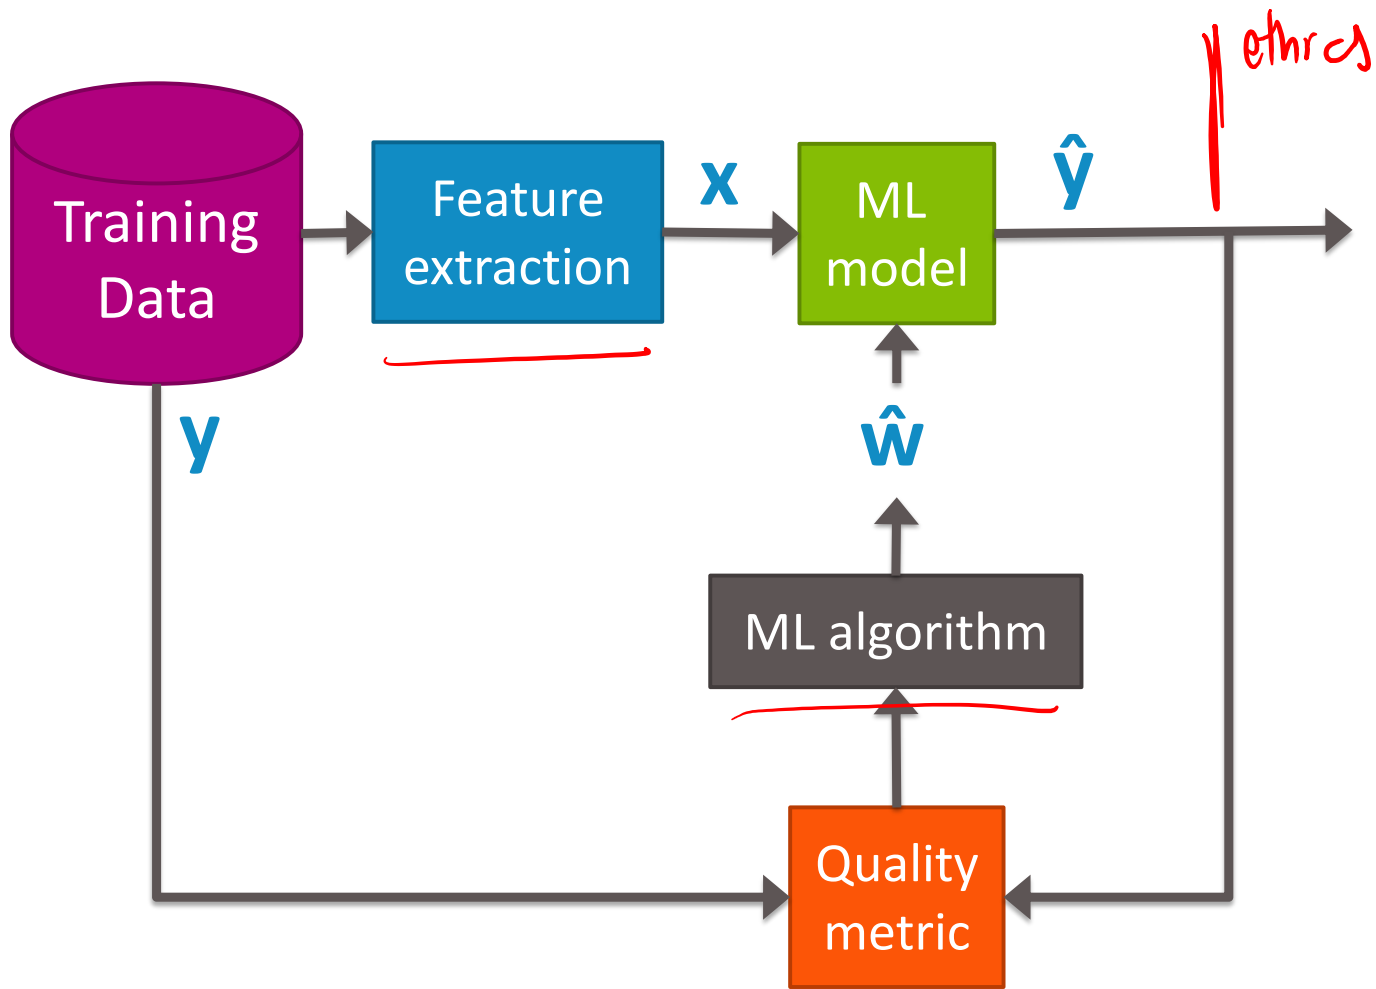 ethics
Training
Data
Feature
extraction
x
ML
model
ŷ
y
ŵ
ML algorithm
Quality
metric